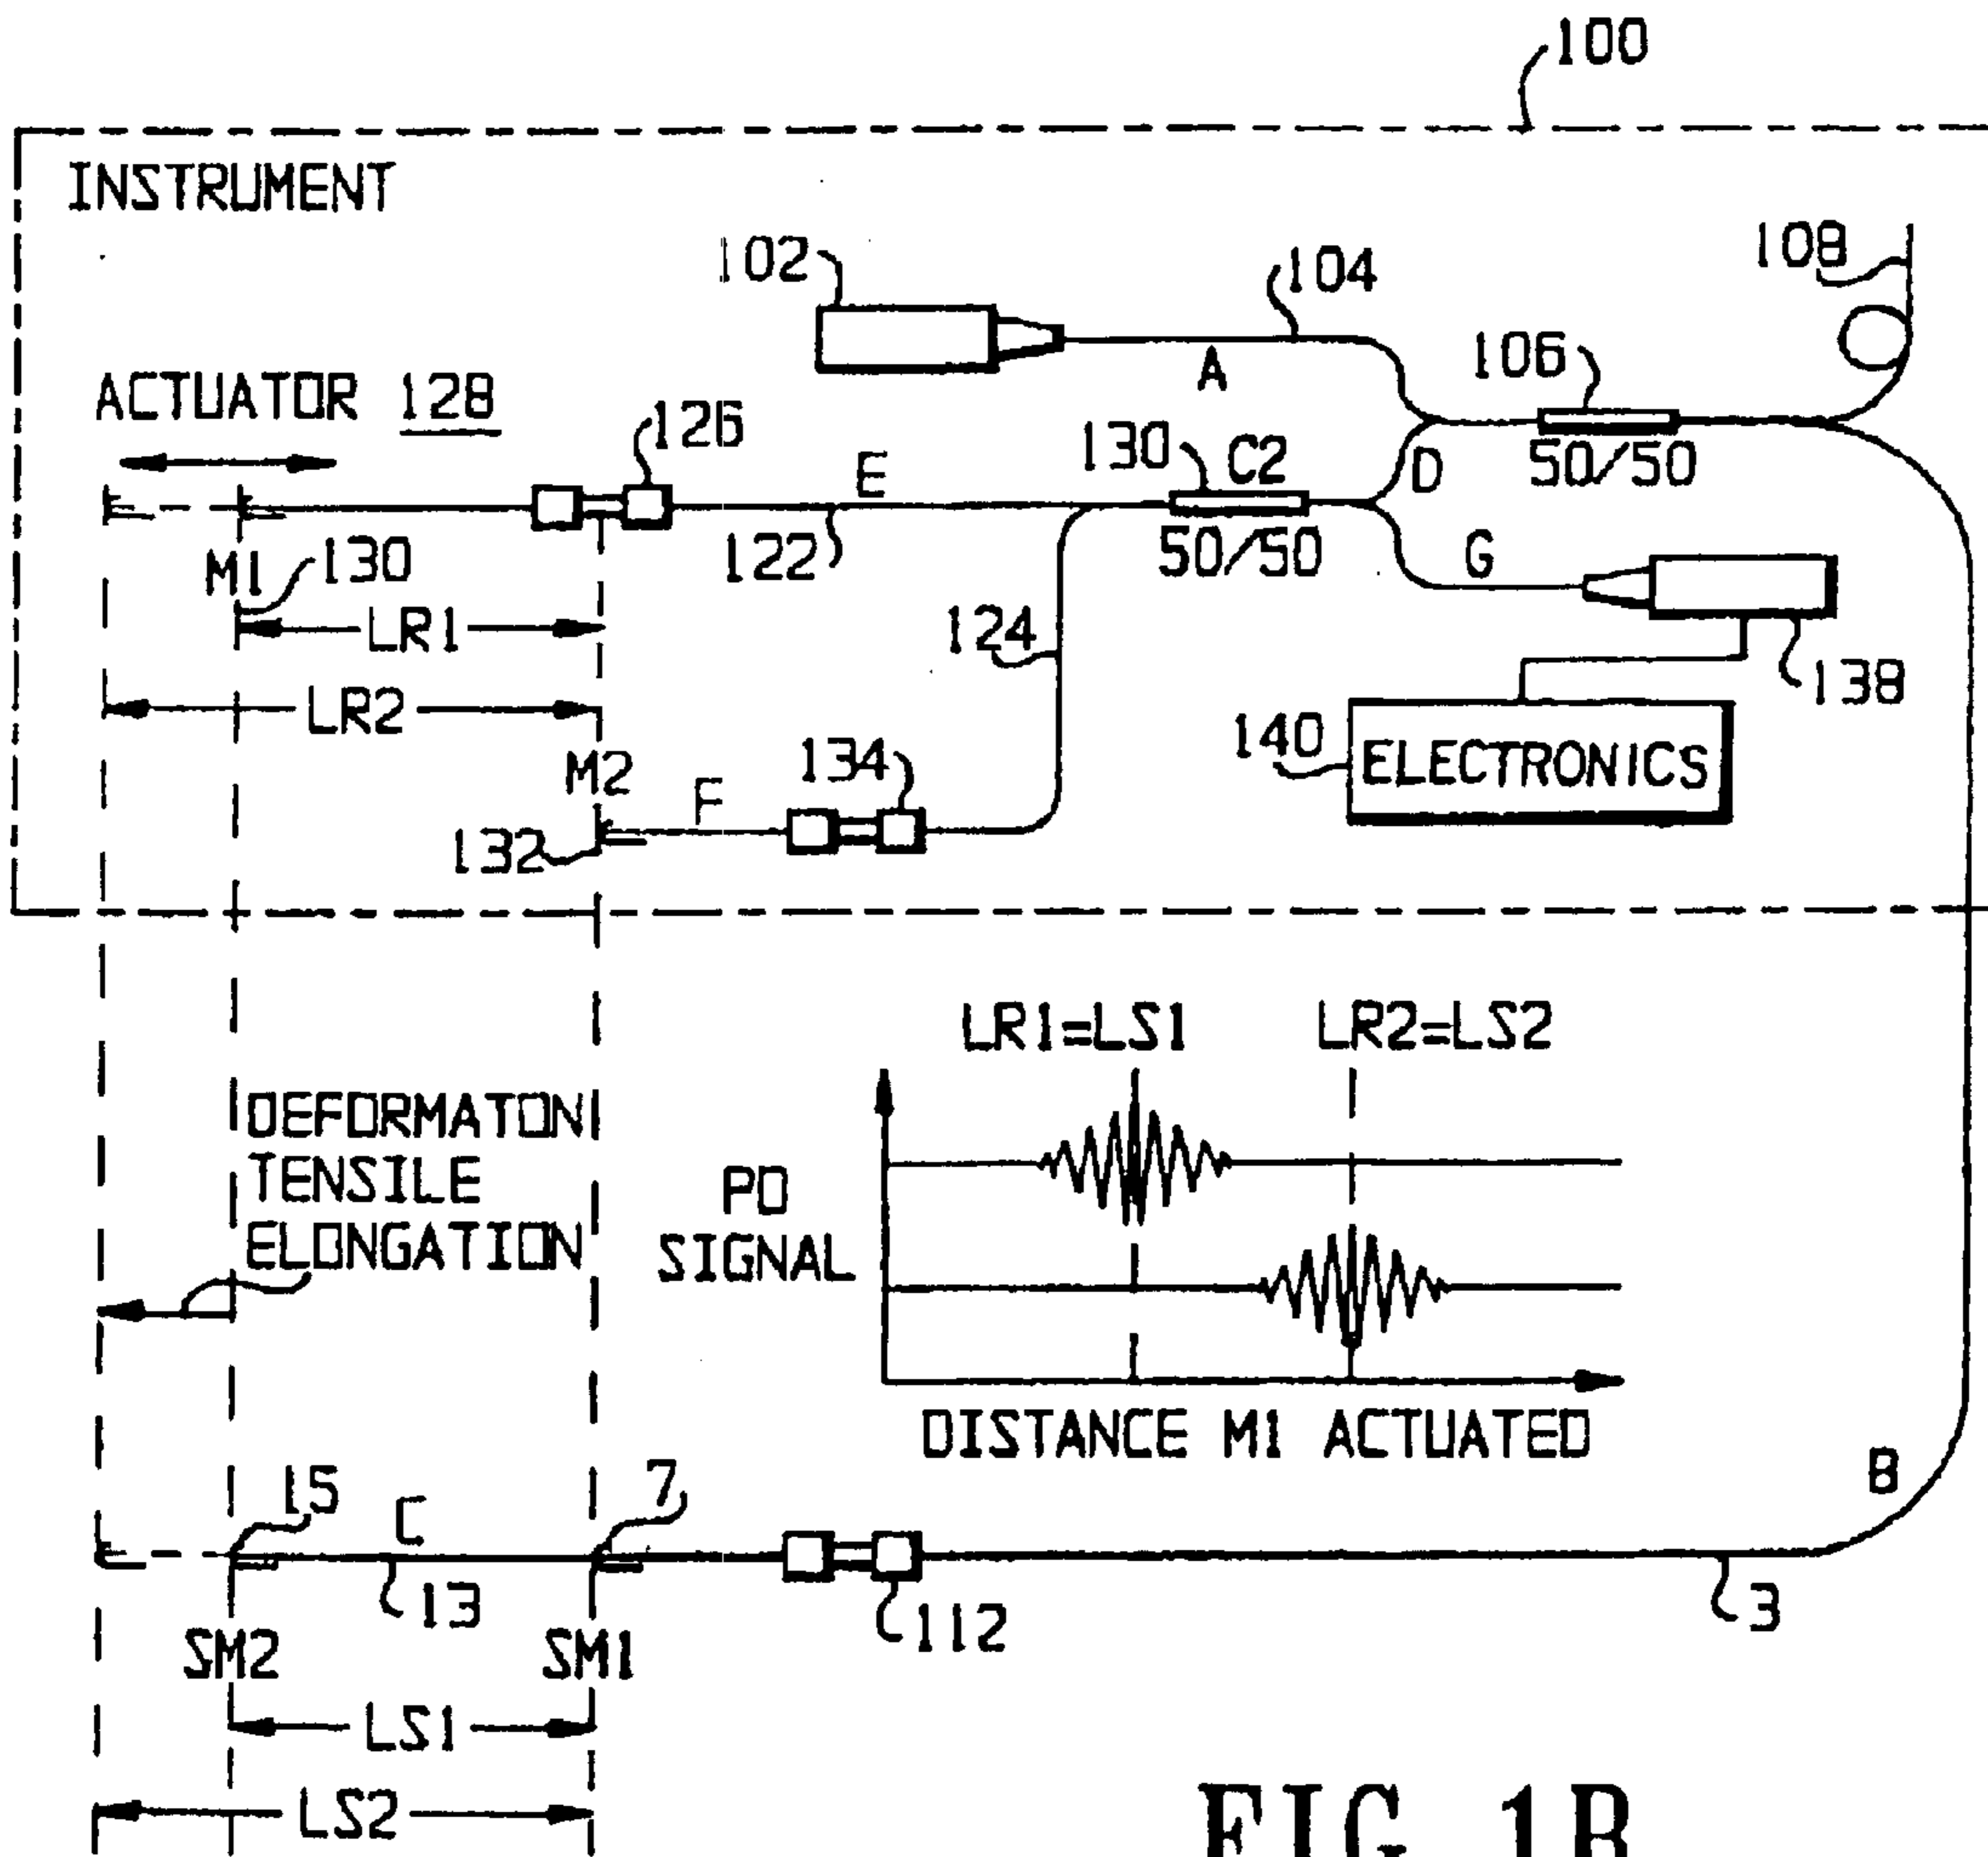 100
INSTRUMENT
102
104
108
106
50/50
A
ACTUATOR 128
126
E
130
C2
D
50/50
122
G
M1
130
LR1
124
138
LR2
140
ELECTRONICS
M2
F
134
132
LR1=LS1
LR2=LS2
DEFORMATON
TENSILE
ELONGATION
PD
SIGNAL
DISTANCE M1 ACTUATED
B
15
C
7
13
112
3
SM2
SM1
LS1
LS2
FIG. 1B